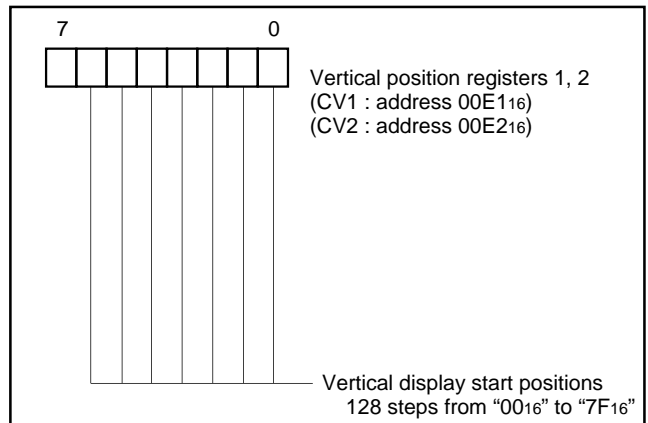 7 0
Vertical position registers 1, 2
(CV1 : address 00E116)
(CV2 : address 00E216)
Vertical display start positions
128 steps from “0016” to “7F16”